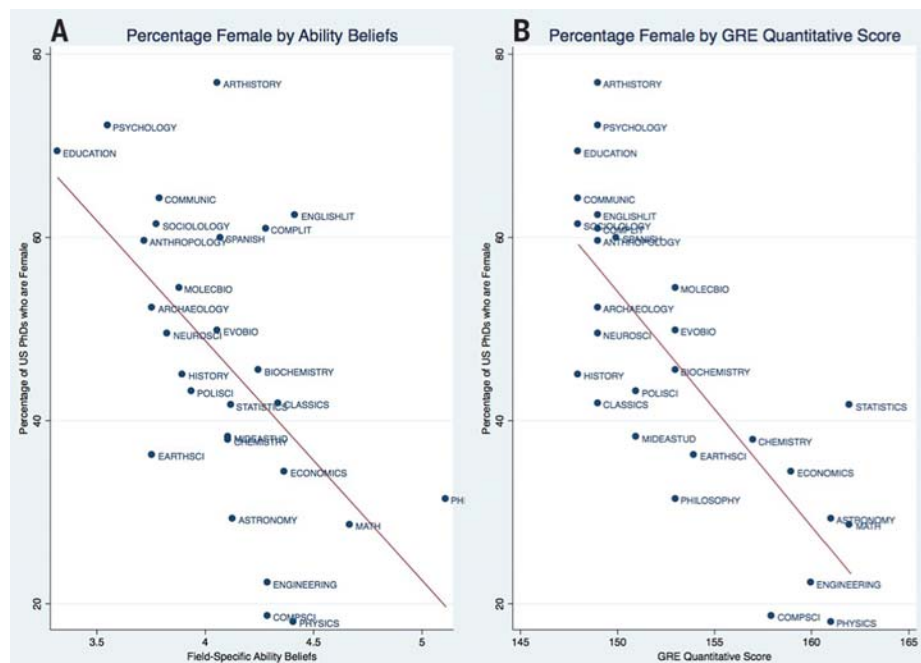 A
Percentage Female by Ability Beliefs
Percentage of US PhDs who are Female
80
60
40
20
ARTHISTORY
PSYCHOLOGY
EDUCATION
COMMUNIC
ENGLISHLIT
SOCIOLOLOGY
COMPLIT
SPANISH
ANTHROPOLOGY
MOLECBIO
ARCHAEOLOGY
EVOBIO
NEUROSCI
BIOCHEMISTRY
HISTORY
POLISCI
STATISTICS
CLASSICS
MIDEASTUD
CHEMISTRY
EARTHSCI
ECONOMICS
PHI
ASTRONOMY
MATH
ENGINEERING
COMPSCI
PHYSICS
3.5 4 4.5 5
Field-Specific Ability Beliefs
B
Percentage Female by GRE Quantitative Score
Percentage of US PhDs who are Female
80
60
40
20
ARTHISTORY
PSYCHOLOGY
EDUCATION
COMMUNIC
ENGLISHLIT
SOCIOLOLOGY
COMPLIT
SPANISH
ANTHROPOLOGY
MOLECBIO
ARCHAEOLOGY
EVOBIO
NEUROSCI
BIOCHEMISTRY
HISTORY
POLISCI
CLASSICS
STATISTICS
MIDEASTUD
CHEMISTRY
EARTHSCI
ECONOMICS
PHILOSOPHY
ASTRONOMY
MATH
ENGINEERING
COMPSCI
PHYSICS
145 150 155 160 165
GRE Quantitative Score